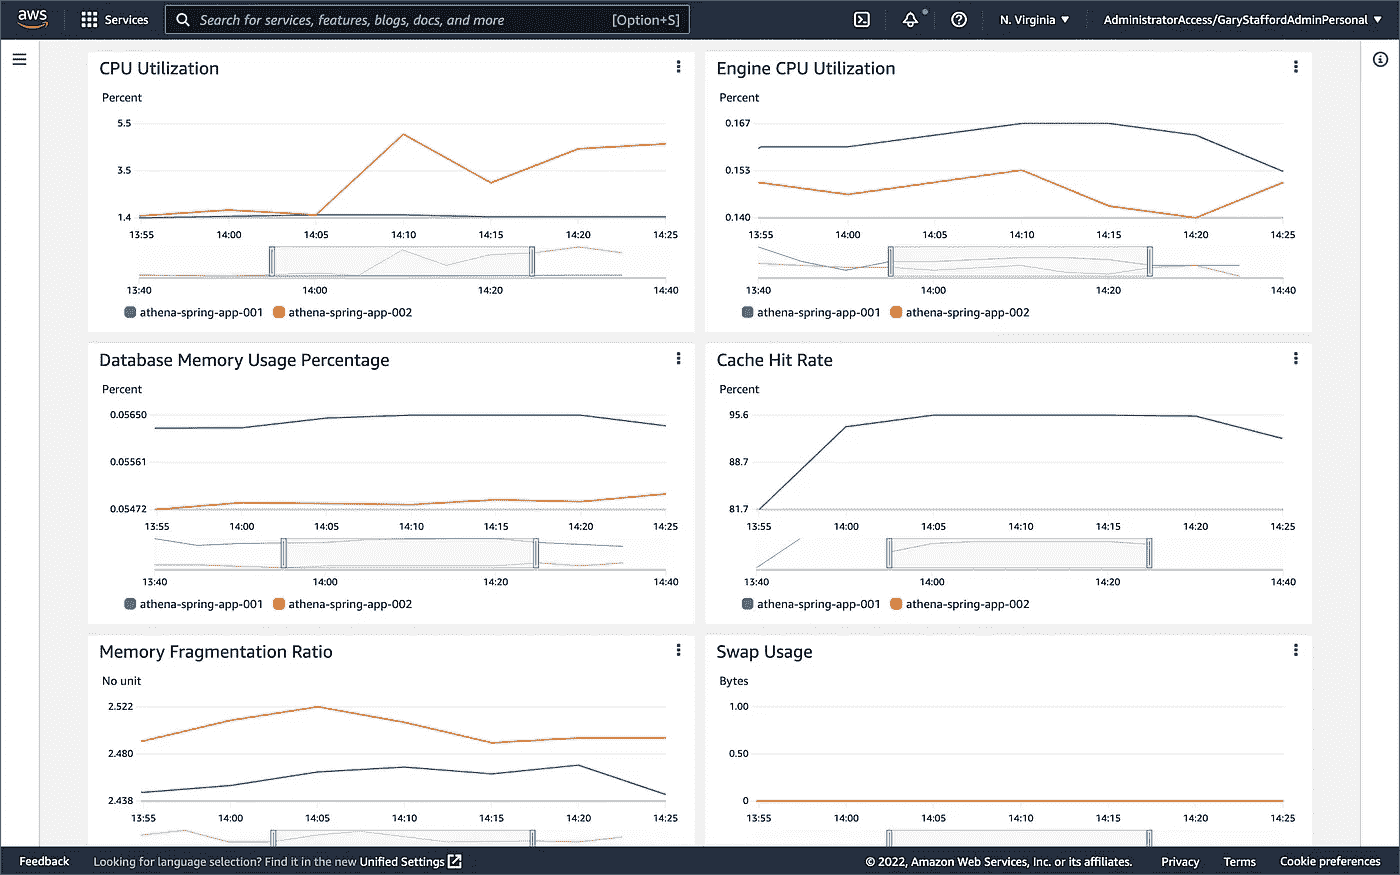 aws Services Search for services, features, blogs, docs, and more [Option+S] N. Virginia ▼ AdministratorAccess/GaryStaffordAdminPersonal ▼
CPU Utilization
Percent
5.5
3.5
1.4
13:55 14:00 14:05 14:10 14:15 14:20 14:25
13:40 14:00 14:20 14:40
athena-spring-app-001 athena-spring-app-002
Engine CPU Utilization
Percent
0.167
0.153
0.140
13:55 14:00 14:05 14:10 14:15 14:20 14:25
13:40 14:00 14:20 14:40
athena-spring-app-001 athena-spring-app-002
Database Memory Usage Percentage
Percent
0.05650
0.05561
0.05472
13:55 14:00 14:05 14:10 14:15 14:20 14:25
13:40 14:00 14:20 14:40
athena-spring-app-001 athena-spring-app-002
Cache Hit Rate
Percent
95.6
88.7
81.7
13:55 14:00 14:05 14:10 14:15 14:20 14:25
13:40 14:00 14:20 14:40
athena-spring-app-001 athena-spring-app-002
Memory Fragmentation Ratio
No unit
2.522
2.480
2.438
13:55 14:00 14:05 14:10 14:15 14:20 14:25
Swap Usage
Bytes
1.00
0.50
0
13:55 14:00 14:05 14:10 14:15 14:20 14:25
Feedback Looking for language selection? Find it in the new Unified Settings © 2022, Amazon Web Services, Inc. or its affiliates. Privacy Terms Cookie preferences